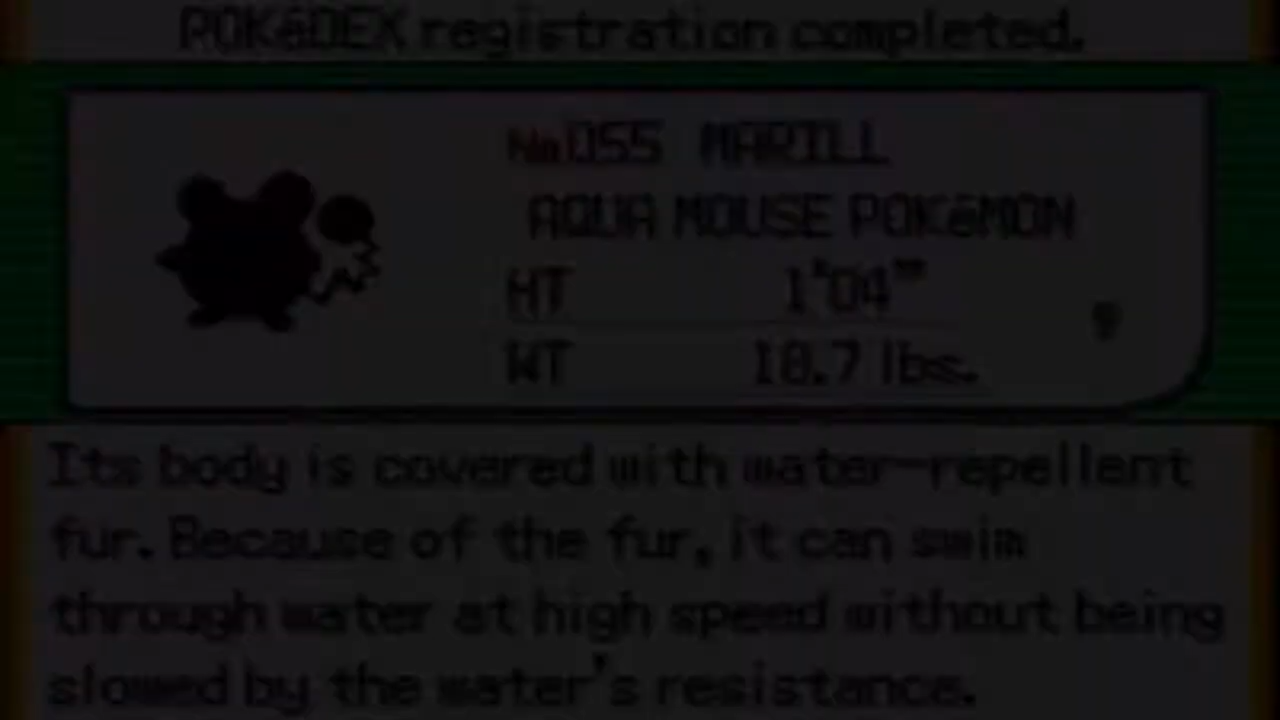 POKéDEX registration completed.
No055 MARILL
AQUA MOUSE POKéMON
HT 1'04"
WT 18.7 lbs.
Its body is covered with water-repellent
fur. Because of the fur, it can swim
through water at high speed without being
slowed by the water's resistance.